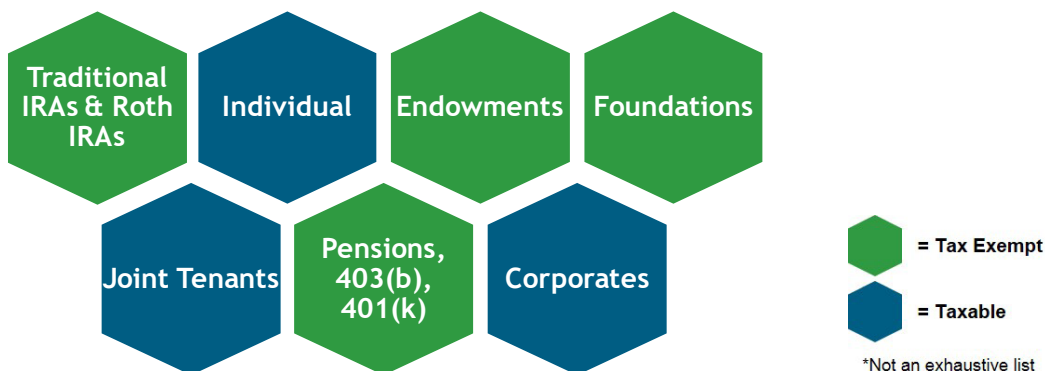 Traditional
IRAs & Roth
IRAs
Individual
Endowments
Foundations
Joint Tenants
Pensions,
403(b),
401(k)
Corporates
= Tax Exempt
= Taxable
*Not an exhaustive list